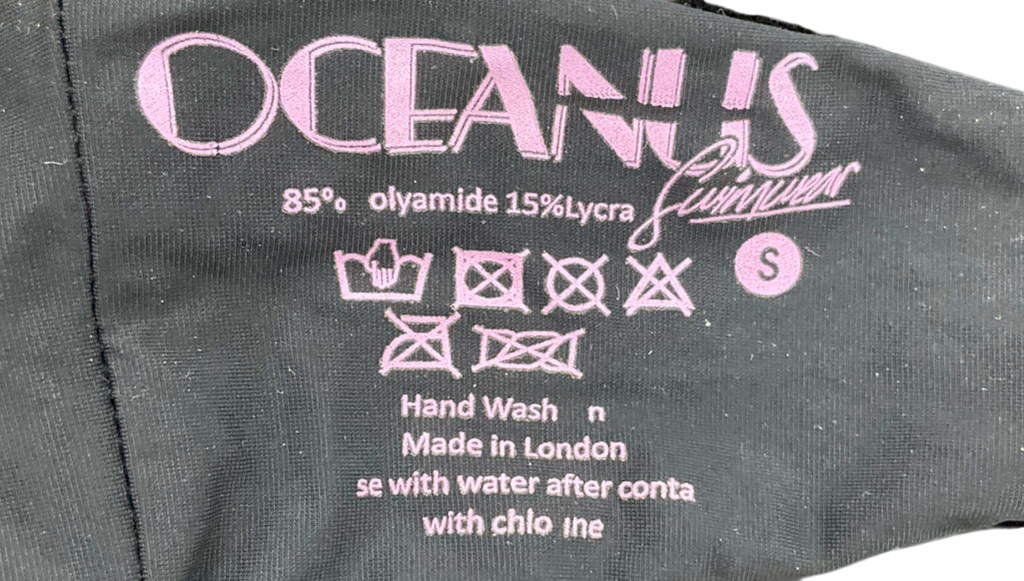 OCEANUS
Swimwear
85% olyamide 15%Lycra
S
Hand Wash n
Made in London
se with water after conta
with chlo ine